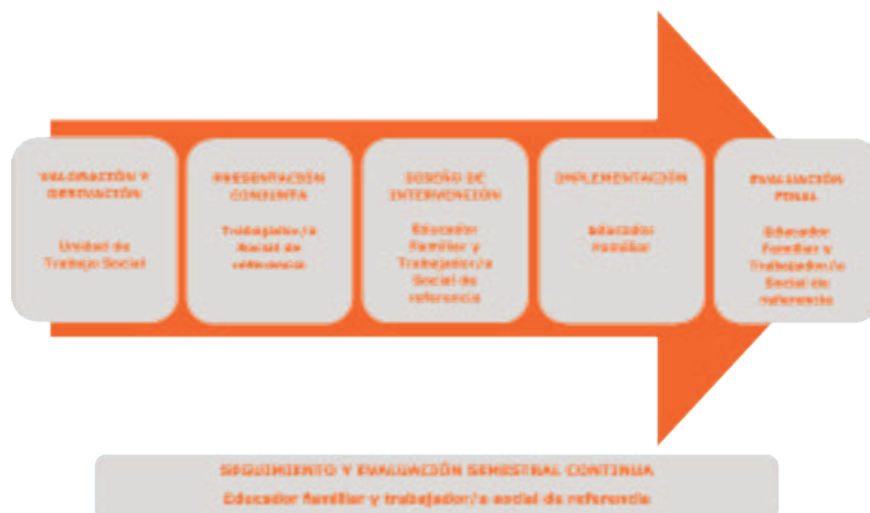 VALORACIÓN Y
DERIVACIÓN
Unidad de
Trabajo Social
PRESENTACIÓN
CONJUNTA
Trabajador/a
Social de
referencia
DISEÑO DE
INTERVENCIÓN
Educador
Familiar y
Trabajador/a
Social de
referencia
IMPLEMENTACIÓN
Educador
Familiar
EVALUACIÓN
FINAL
Educador
Familiar y
Trabajador/a
Social de
referencia
SEGUIMIENTO Y EVALUACIÓN SEMESTRAL CONTINUA
Educador familiar y trabajador/a social de referencia